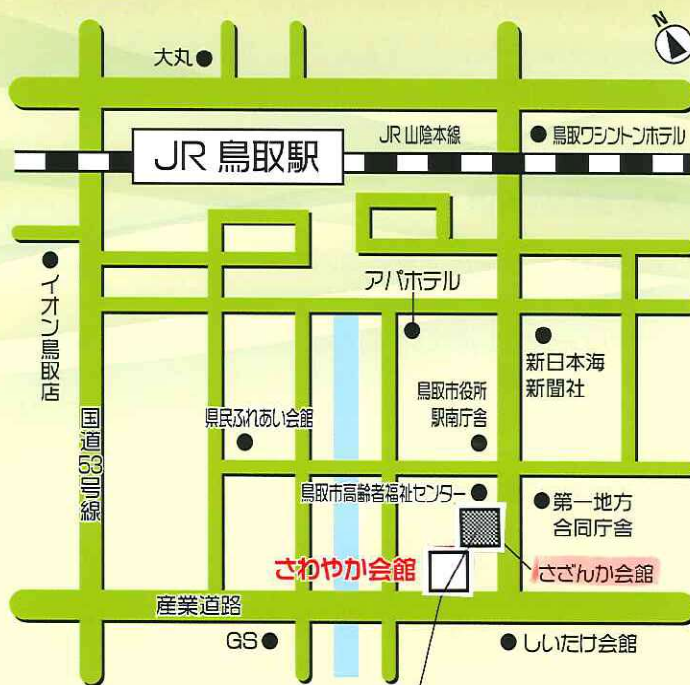 N
大丸
JR 鳥取駅
JR 山陰本線
鳥取ワシントンホテル
イオン鳥取店
アパホテル
新日本海
新聞社
国道53号線
県民ふれあい会館
鳥取市役所
駅南庁舎
鳥取市高齢者福祉センター
第一地方
合同庁舎
さわやか会館
さざんか会館
産業道路
GS
しいたけ会館